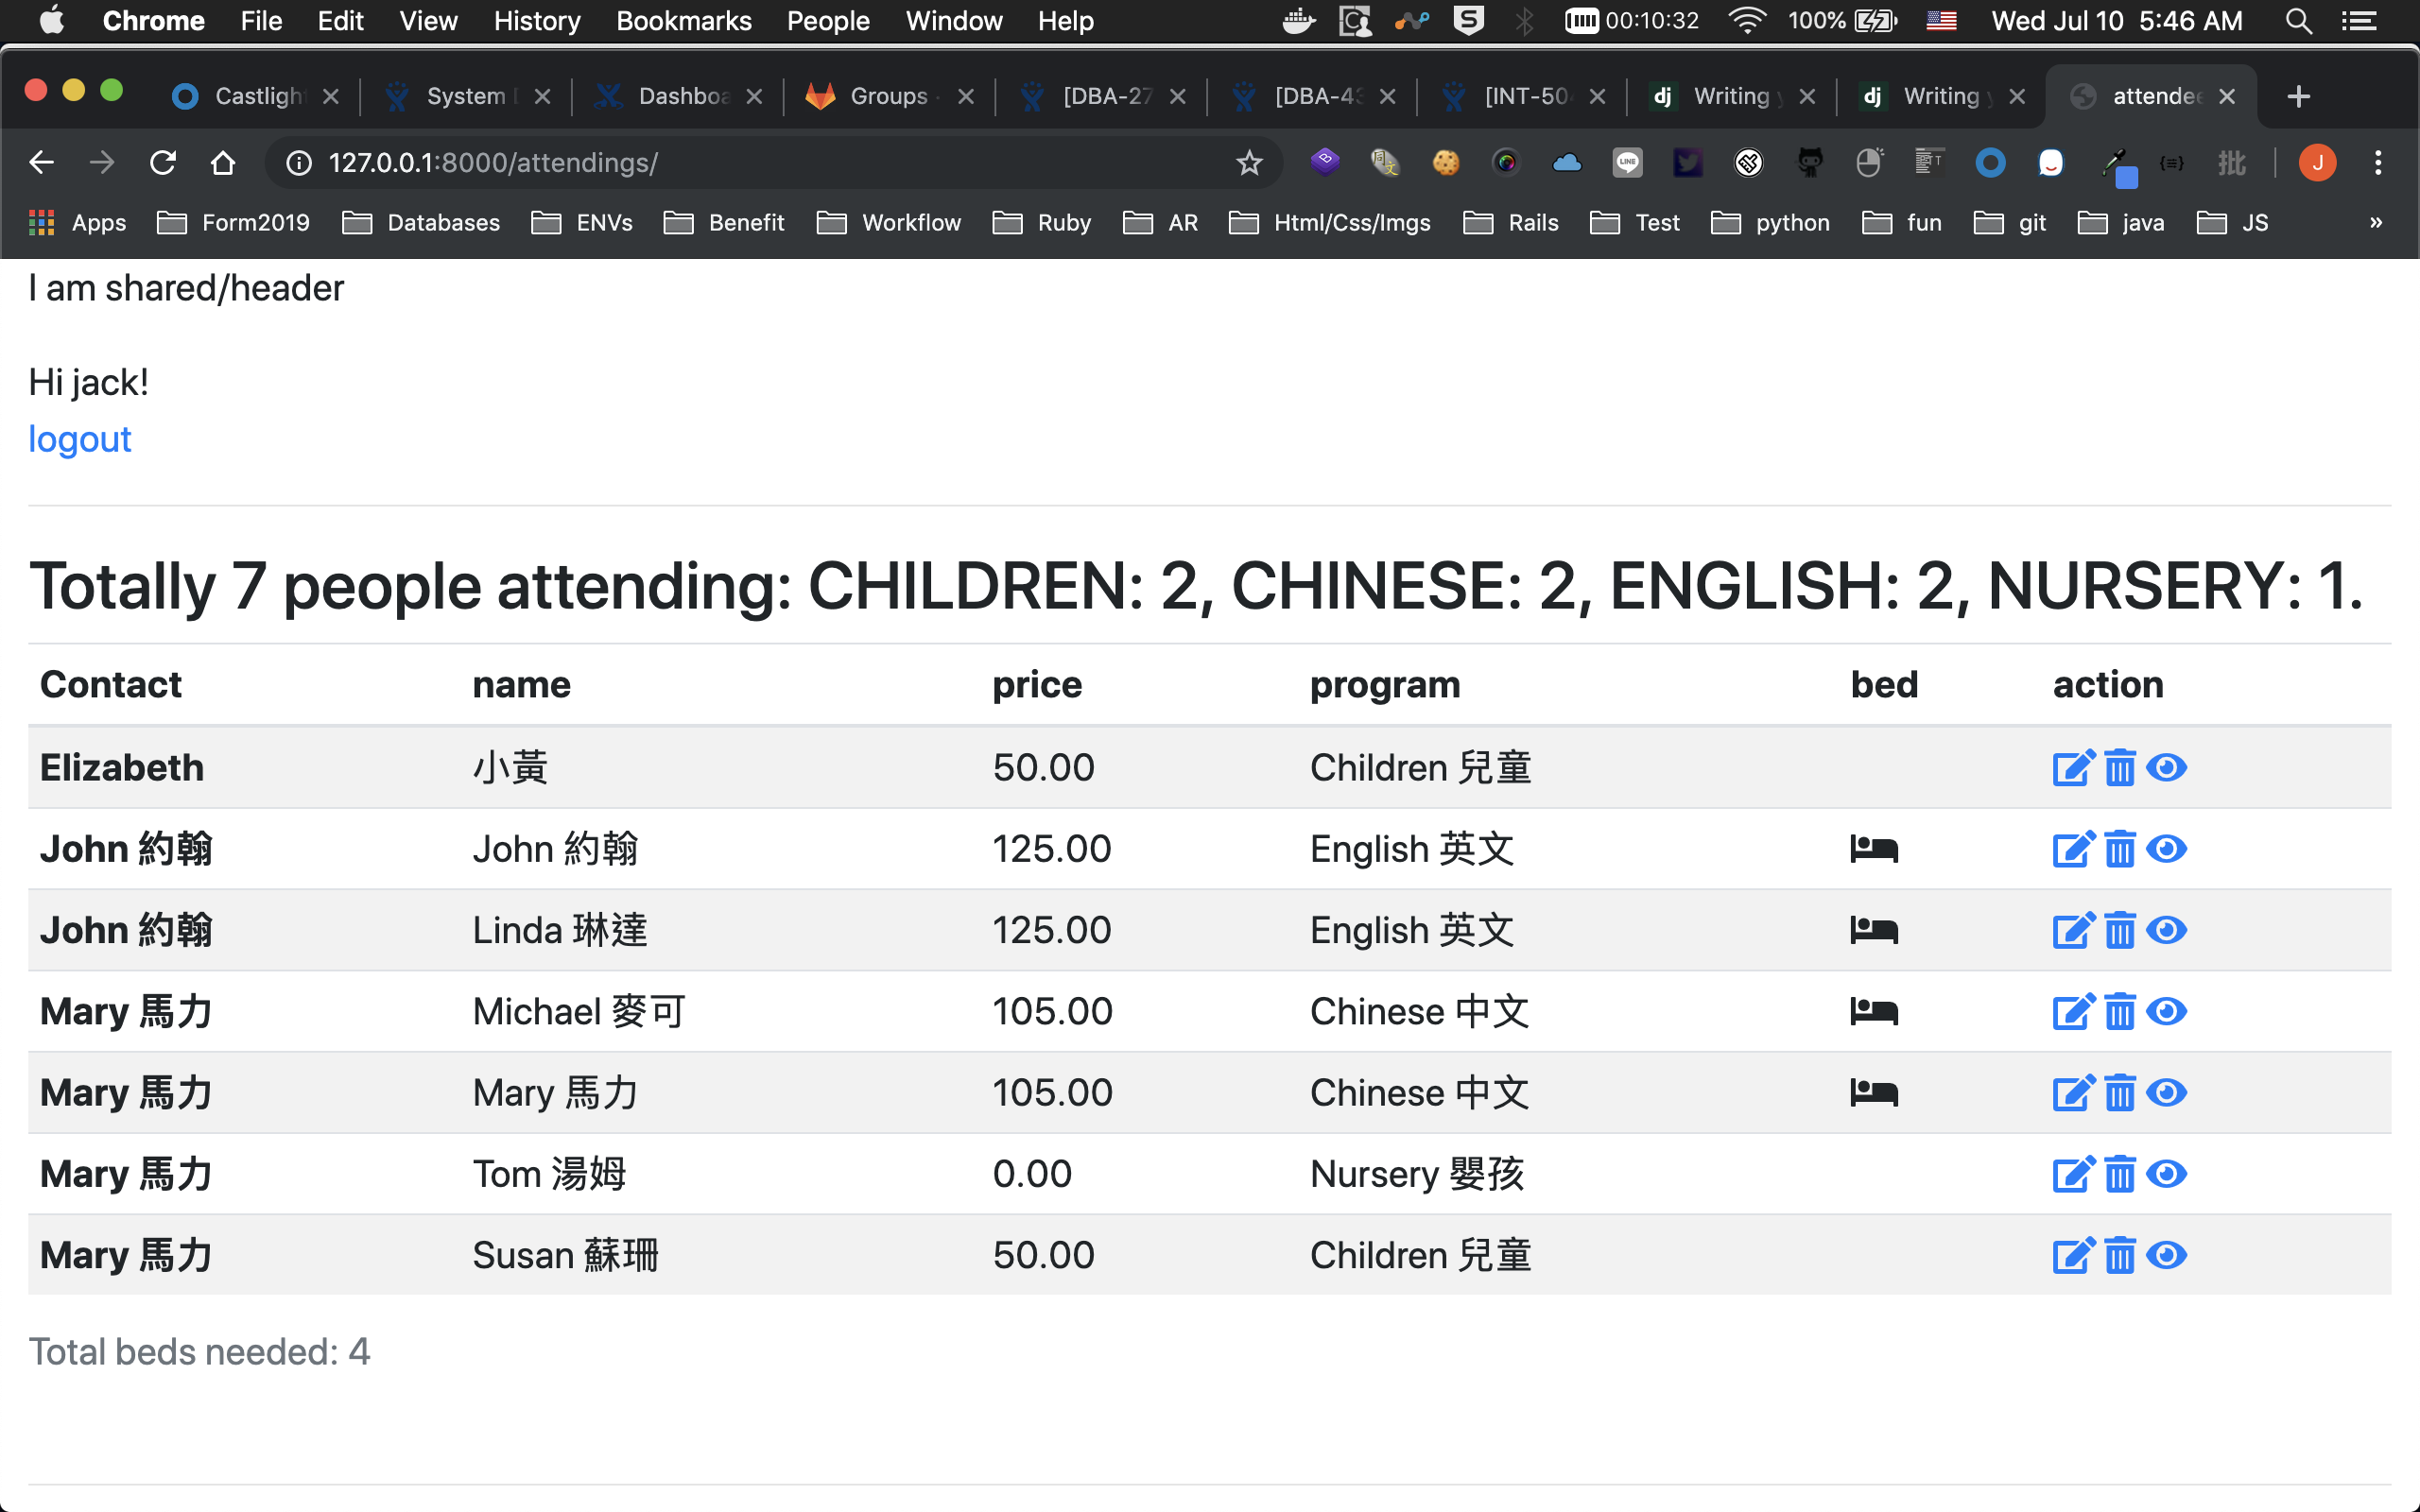 Chrome File Edit View History Bookmarks People Window Help 00:10:32 100% Wed Jul 10 5:46 AM
Castligh System Dashboa Groups [DBA-27 [DBA-43 [INT-50 dj Writing dj Writing attendee
127.0.0.1:8000/attendings/ LINE 批 J
Apps Form2019 Databases ENVs Benefit Workflow Ruby AR Html/Css/Imgs Rails Test python fun git java JS »
I am shared/header
Hi jack!
logout
Totally 7 people attending: CHILDREN: 2, CHINESE: 2, ENGLISH: 2, NURSERY: 1.
Contact name price program bed action
Elizabeth 小黃 50.00 Children 兒童
John 約翰 John 約翰 125.00 English 英文
John 約翰 Linda 琳達 125.00 English 英文
Mary 馬力 Michael 麥可 105.00 Chinese 中文
Mary 馬力 Mary 馬力 105.00 Chinese 中文
Mary 馬力 Tom 湯姆 0.00 Nursery 嬰孩
Mary 馬力 Susan 蘇珊 50.00 Children 兒童
Total beds needed: 4